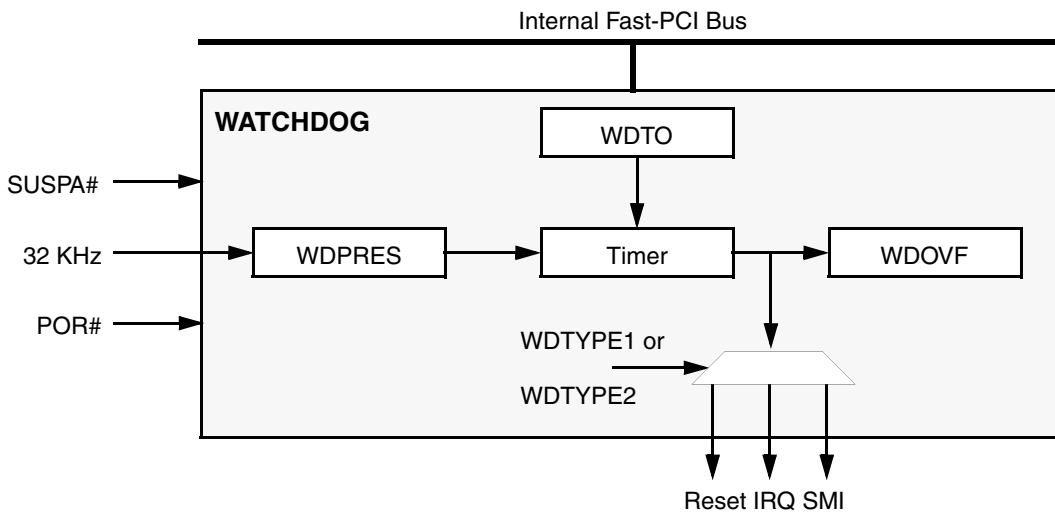 Internal Fast-PCI Bus
WATCHDOG
WDTO
SUSPA#
32 KHz
WDPRES
Timer
WDOVF
POR#
WDTYPE1 or
WDTYPE2
Reset IRQ SMI